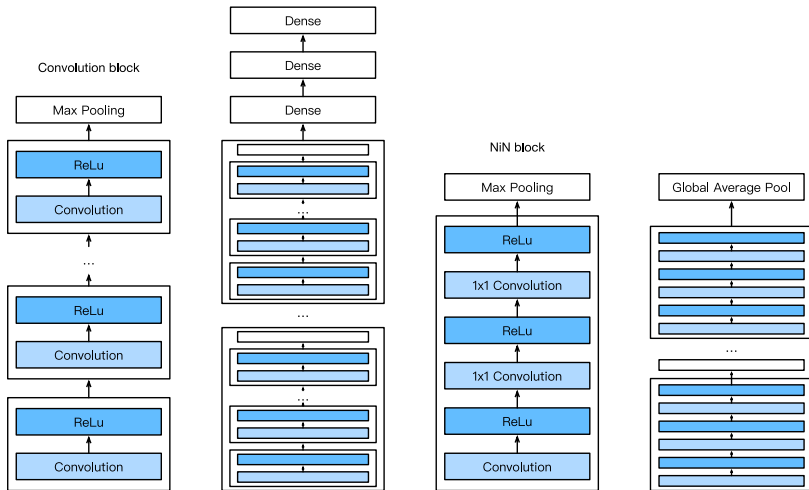 Convolution block
Max Pooling
ReLu
Convolution
...
ReLu
Convolution
ReLu
Convolution
Dense
Dense
Dense
...
...
...
NiN block
Max Pooling
ReLu
1x1 Convolution
ReLu
1x1 Convolution
ReLu
Convolution
Global Average Pool
...